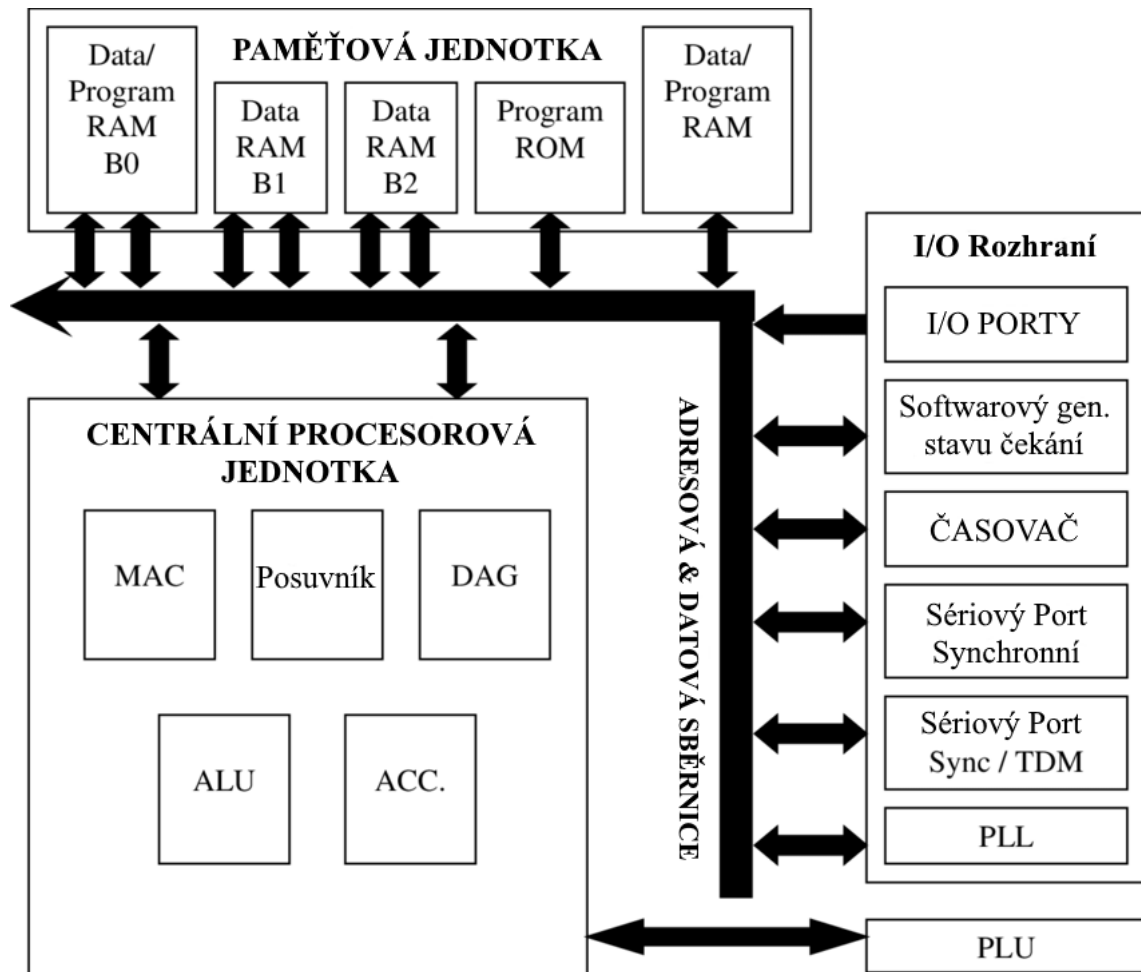 PAMĚŤOVÁ JEDNOTKA
Data/
Program
RAM
B0
Data
RAM
B1
Data
RAM
B2
Program
ROM
Data/
Program
RAM
I/O Rozhraní
I/O PORTY
Softwarový gen.
stavu čekání
ČASOVAČ
Sériový Port
Synchronní
Sériový Port
Sync / TDM
PLL
PLU
ADRESOVÁ & DATOVÁ SBĚRNICE
CENTRÁLNÍ PROCESOROVÁ
JEDNOTKA
MAC
Posuvník
DAG
ALU
ACC.